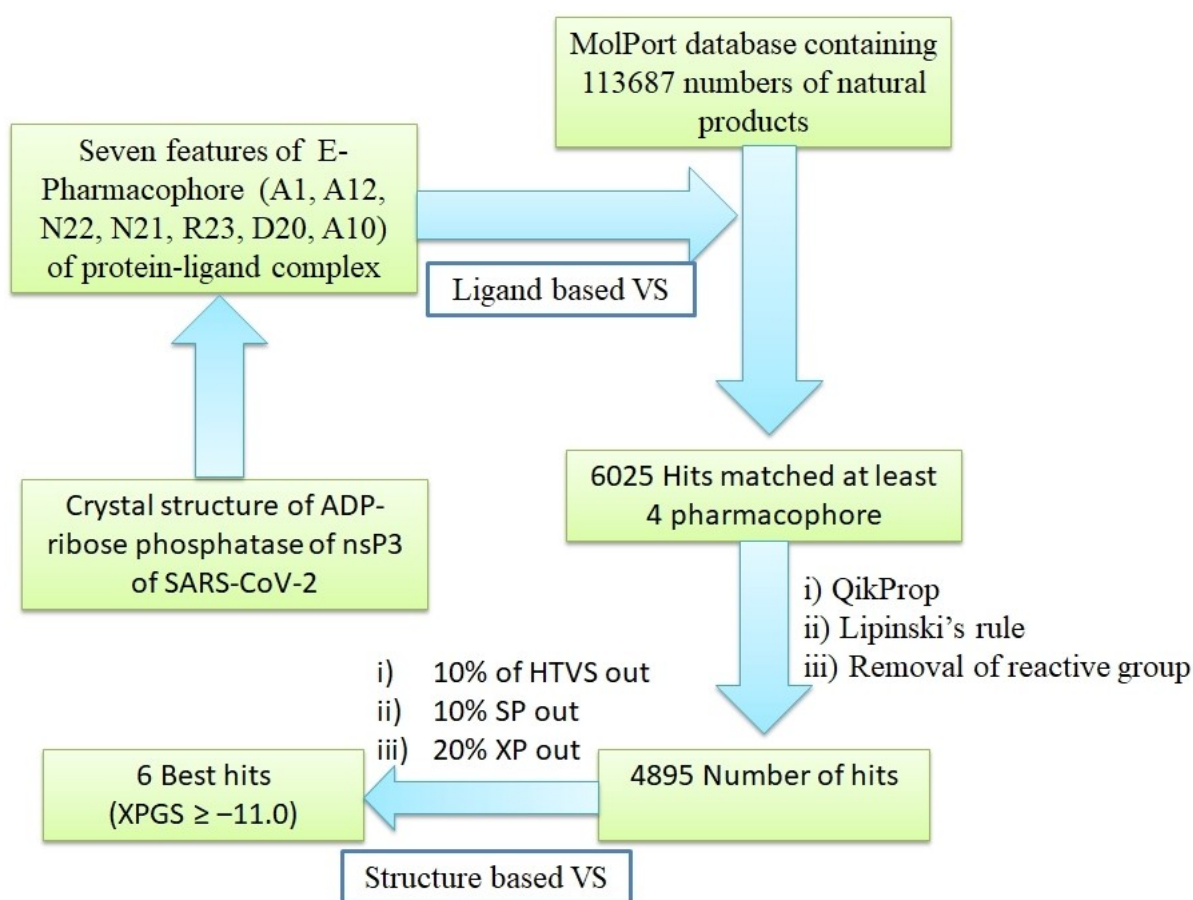 MolPort database containing
113687 numbers of natural
products
Seven features of E-
Pharmacophore (A1, A12,
N22, N21, R23, D20, A10)
of protein-ligand complex
Ligand based VS
Crystal structure of ADP-
ribose phosphatase of nsP3
of SARS-CoV-2
6025 Hits matched at least
4 pharmacophore
i) QikProp
ii) Lipinski’s rule
iii) Removal of reactive group
i) 10% of HTVS out
ii) 10% SP out
iii) 20% XP out
6 Best hits
(XPGS ≥ −11.0)
4895 Number of hits
Structure based VS